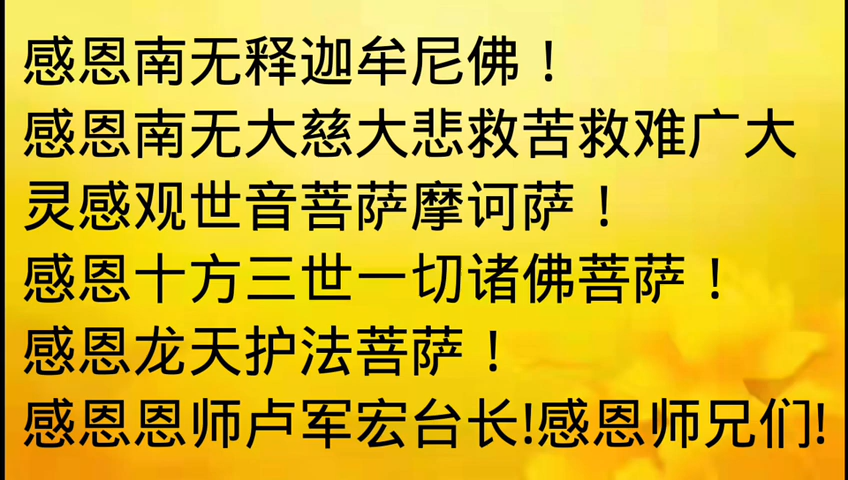 感恩南无释迦牟尼佛！
感恩南无大慈大悲救苦救难广大
灵感观世音菩萨摩诃萨！
感恩十方三世一切诸佛菩萨！
感恩龙天护法菩萨！
感恩恩师卢军宏台长!感恩师兄们!